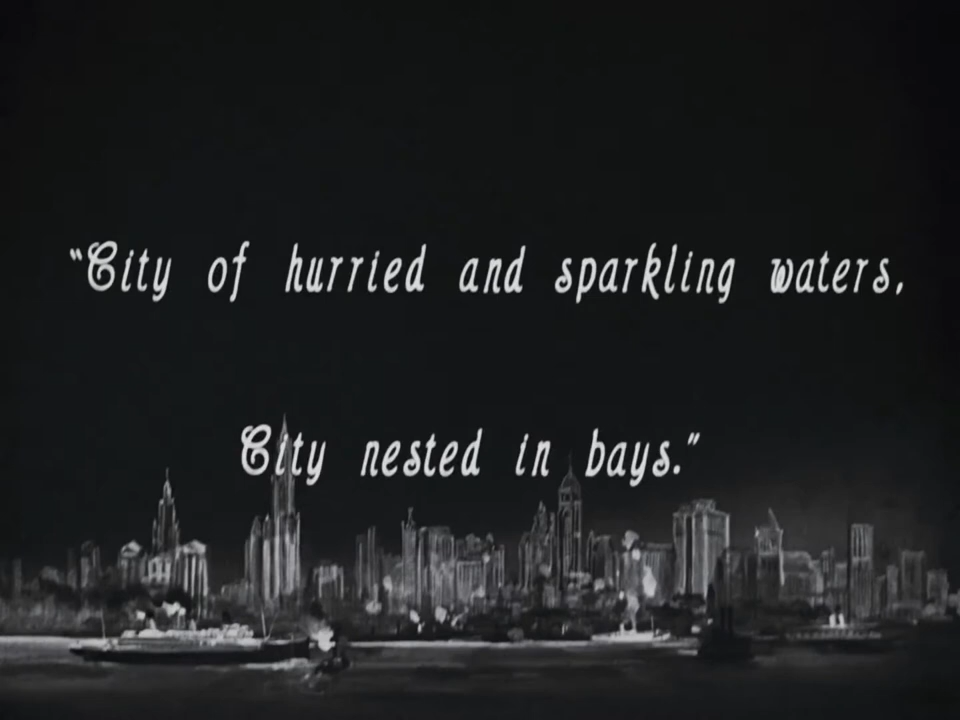 “City of hurried and sparkling waters,
City nested in bays.”